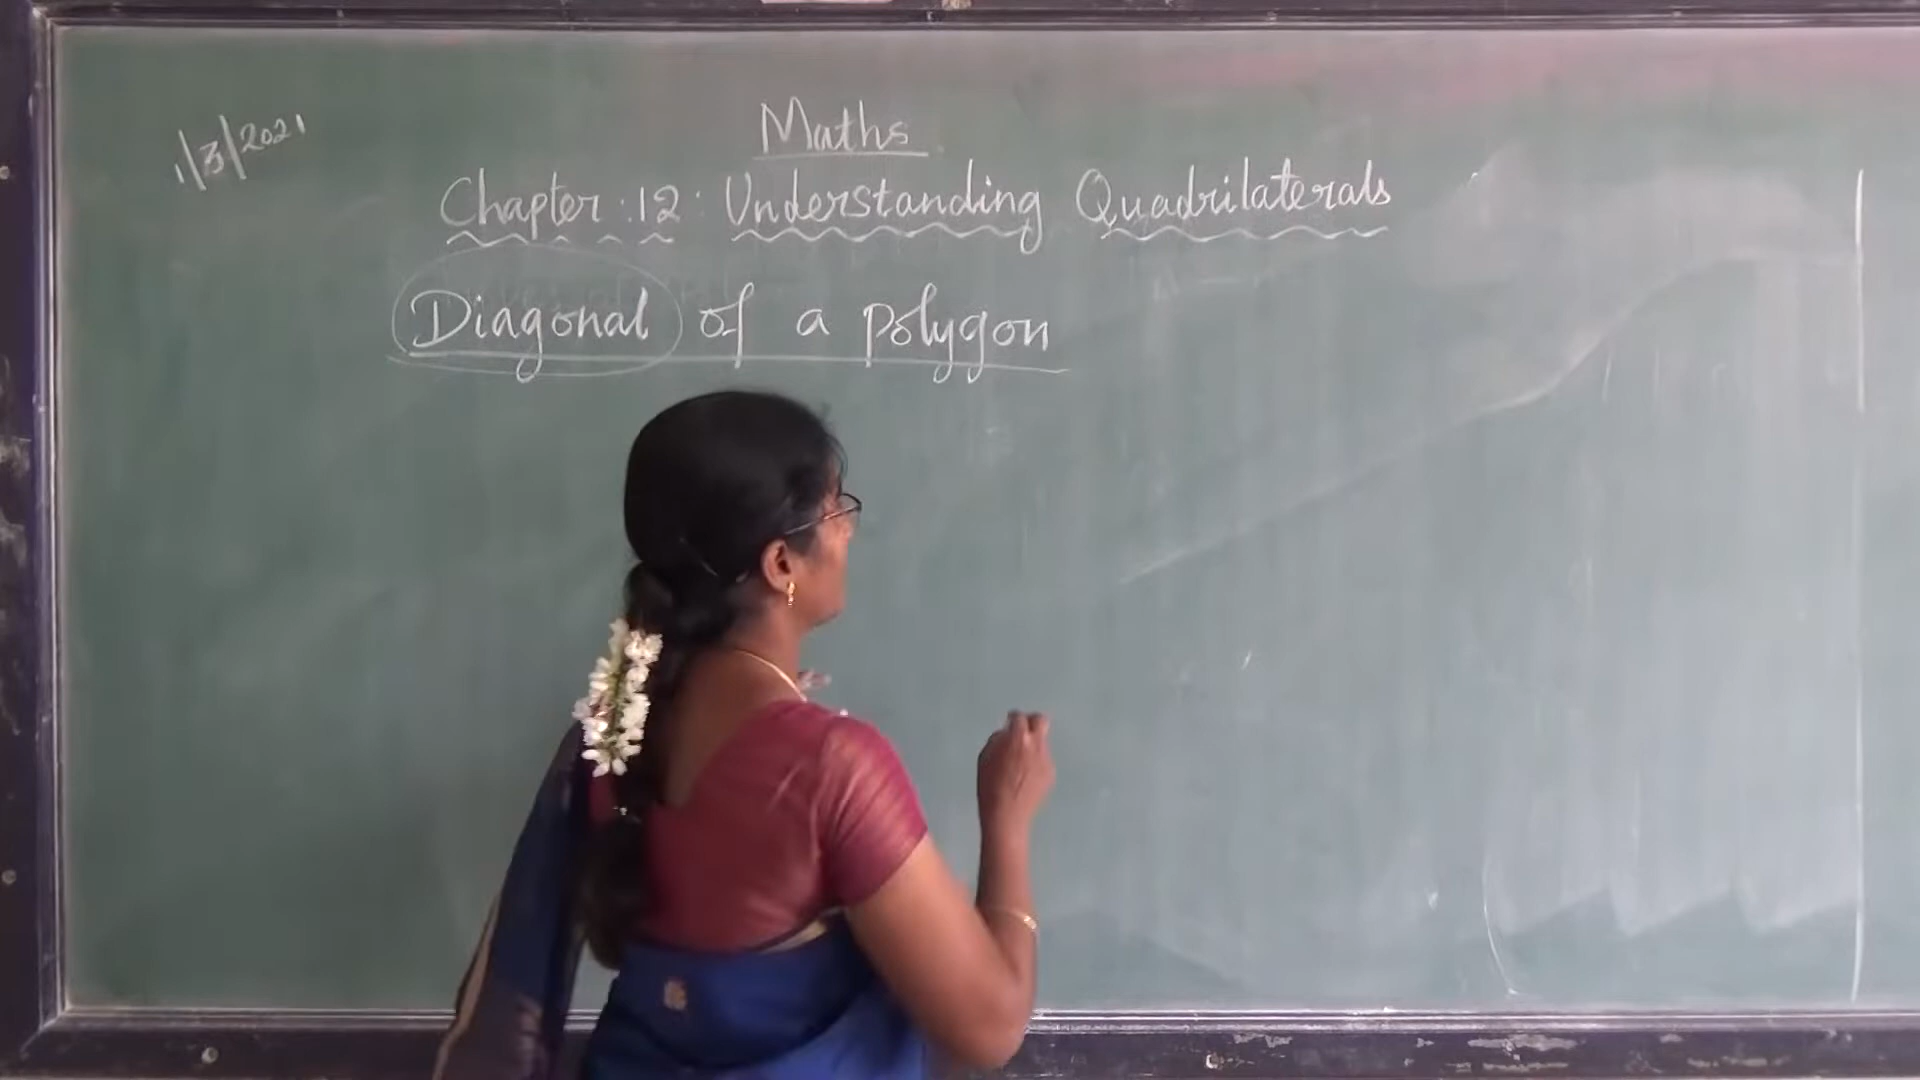 1/3/2021
Maths
Chapter : 12 : Understanding Quadrilaterals
Diagonal of a polygon